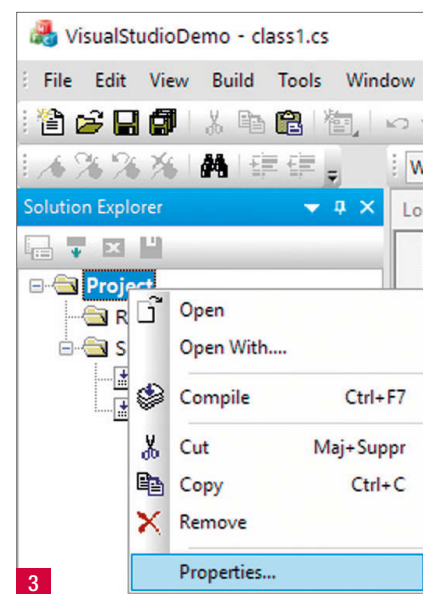 VisualStudioDemo - class1.cs
File Edit View Build Tools Window
W
Solution Explorer
Lo
Project
R
S
Open
Open With....
Compile Ctrl+F7
Cut Maj+Suppr
Copy Ctrl+C
Remove
Properties...
3